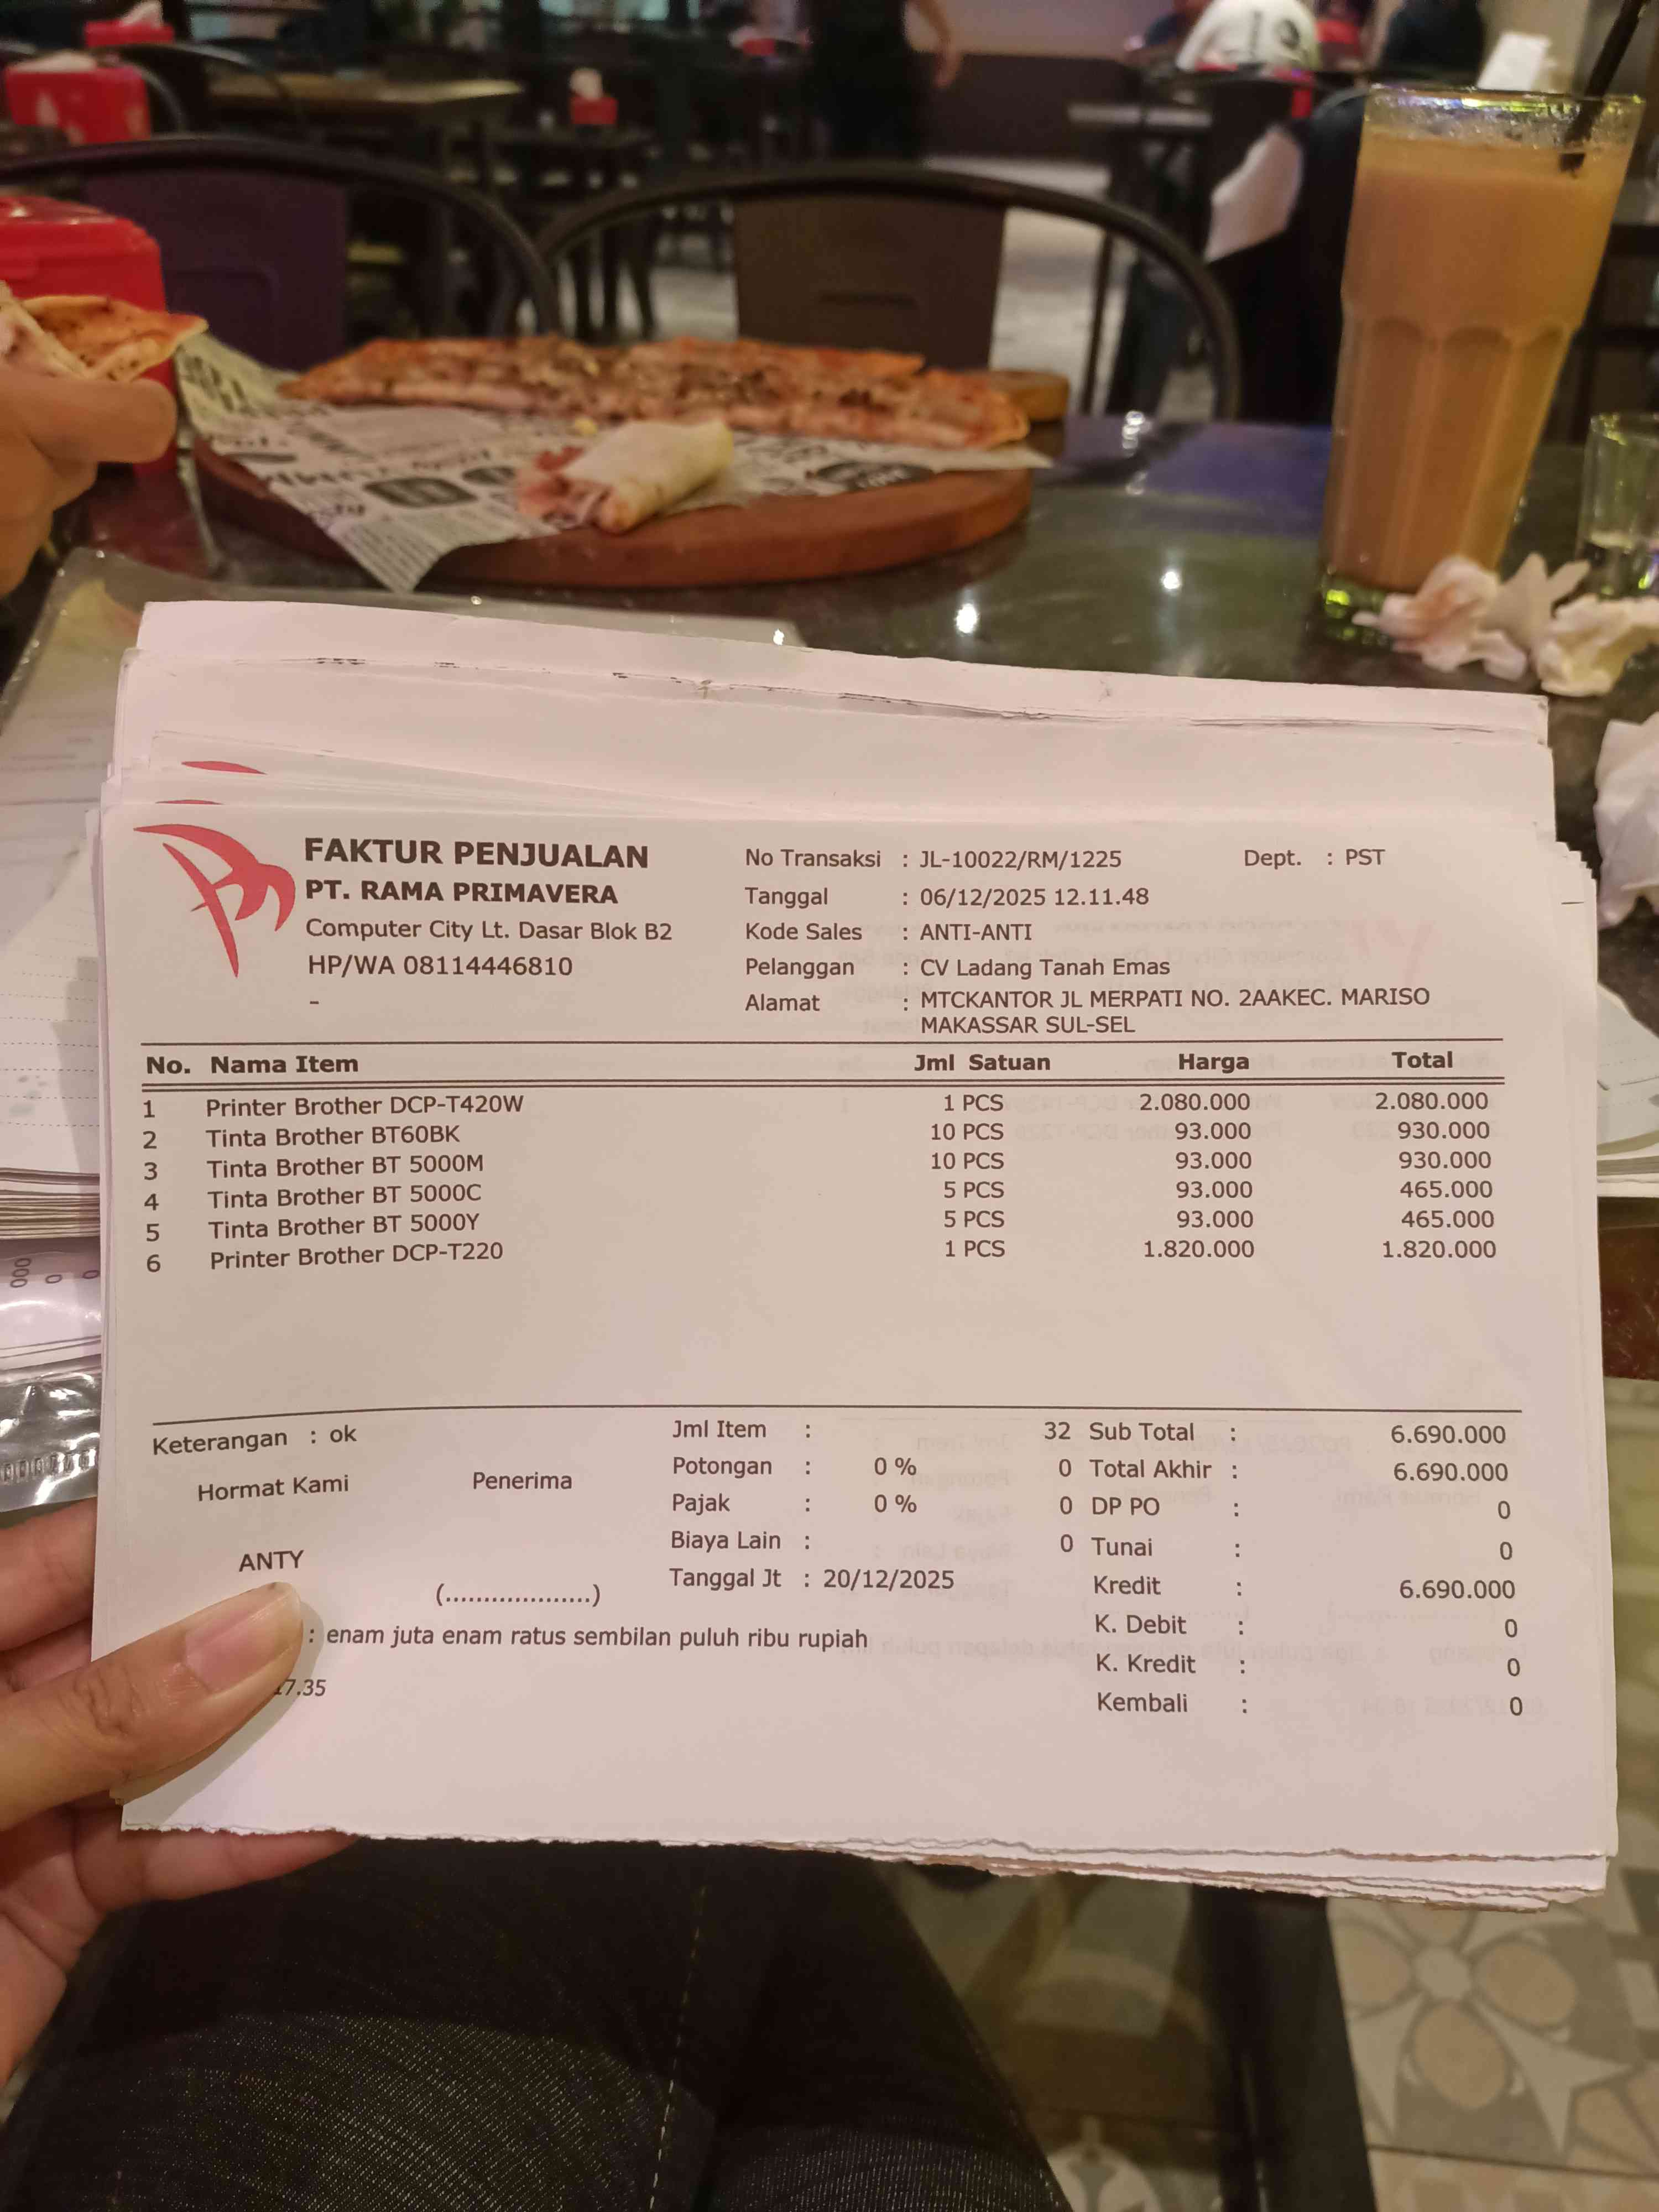 FAKTUR PENJUALAN
PT. RAMA PRIMAVERA
Computer City Lt. Dasar Blok B2
HP/WA 08114446810
-
No Transaksi : JL-10022/RM/1225 Dept. : PST
Tanggal : 06/12/2025 12.11.48
Kode Sales : ANTI-ANTI
Pelanggan : CV Ladang Tanah Emas
Alamat : MTCKANTOR JL MERPATI NO. 2AAKEC. MARISO
MAKASSAR SUL-SEL
No. Nama Item Jml Satuan Harga Total
1 Printer Brother DCP-T420W 1 PCS 2.080.000 2.080.000
2 Tinta Brother BT60BK 10 PCS 93.000 930.000
3 Tinta Brother BT 5000M 10 PCS 93.000 930.000
4 Tinta Brother BT 5000C 5 PCS 93.000 465.000
5 Tinta Brother BT 5000Y 5 PCS 93.000 465.000
6 Printer Brother DCP-T220 1 PCS 1.820.000 1.820.000
Keterangan : ok
Hormat Kami Penerima
ANTY
(...................)
Jml Item : 32
Potongan : 0 % 0
Pajak : 0 % 0
Biaya Lain : 0
Tanggal Jt : 20/12/2025
Sub Total : 6.690.000
Total Akhir : 6.690.000
DP PO : 0
Tunai : 0
Kredit : 6.690.000
K. Debit : 0
K. Kredit : 0
Kembali : 0
: enam juta enam ratus sembilan puluh ribu rupiah
17.35